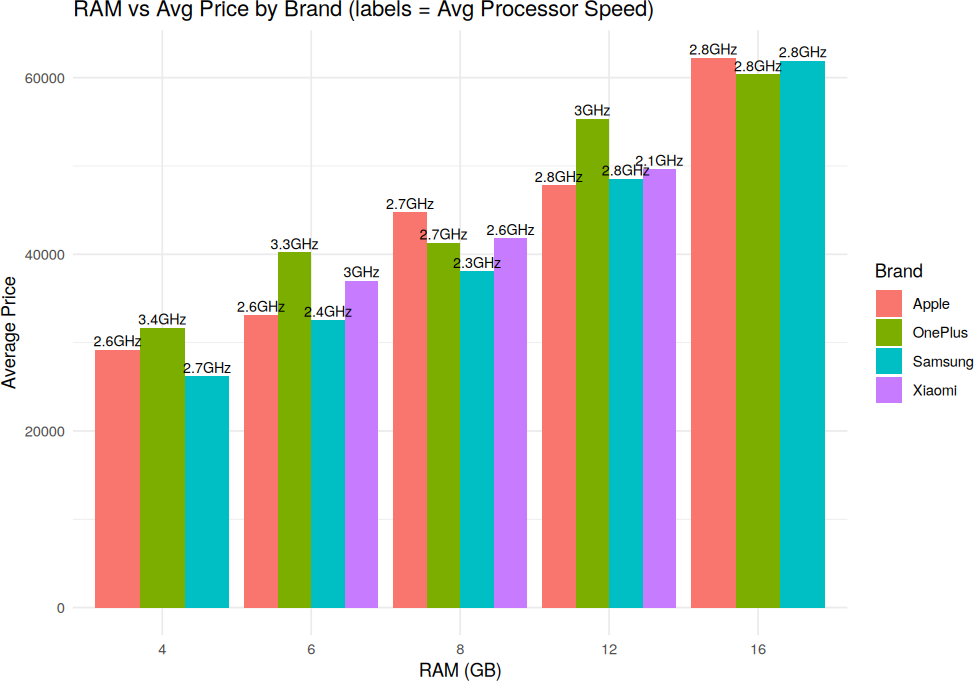 RAM vs Avg Price by Brand (labels = Avg Processor Speed)
Average Price
60000
40000
20000
0
2.6GHz
3.4GHz
2.7GHz
2.6GHz
3.3GHz
2.4GHz
3GHz
2.7GHz
2.7GHz
2.3GHz
2.6GHz
2.8GHz
3GHz
2.8GHz
2.1GHz
2.8GHz
2.8GHz
2.8GHz
4
6
8
12
16
RAM (GB)
Brand
Apple
OnePlus
Samsung
Xiaomi